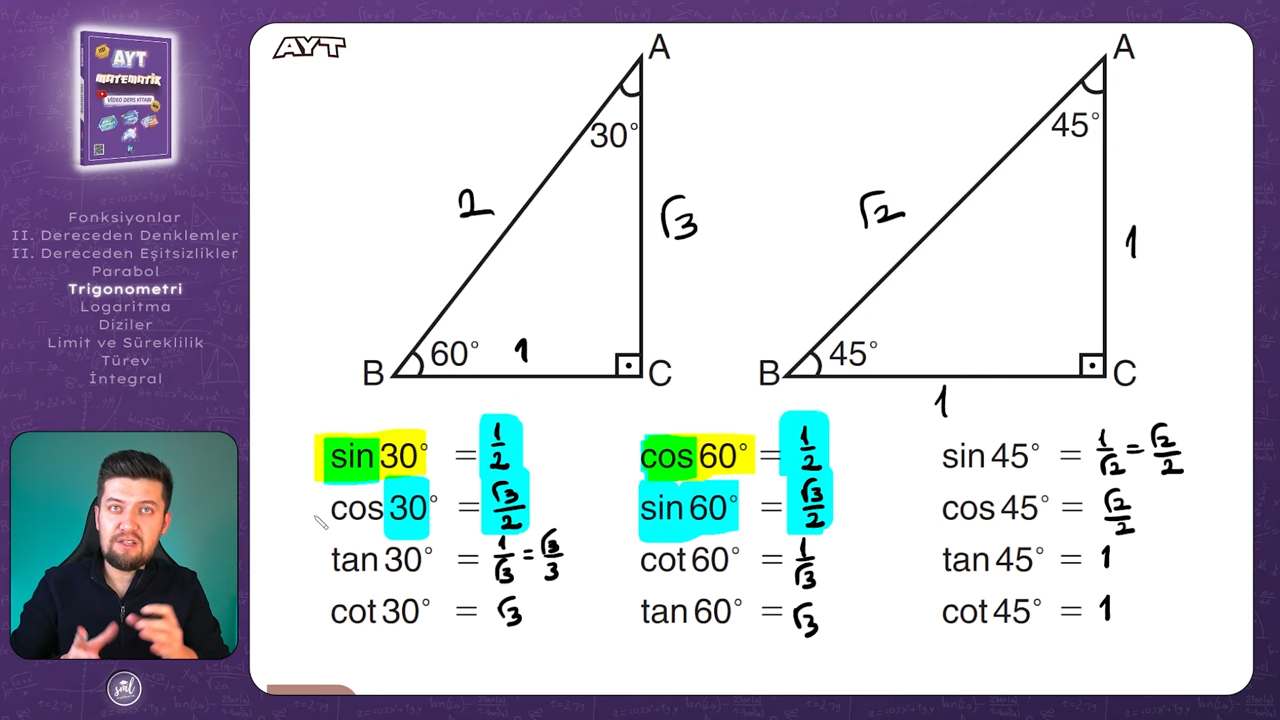 AYT
AYT
MATEMATİK
VİDEO DERS KİTABI
Fonksiyonlar
II. Dereceden Denklemler
II. Dereceden Eşitsizlikler
Parabol
Trigonometri
Logaritma
Diziler
Limit ve Süreklilik
Türev
İntegral
sml
A
30°
2
√3
B
60°
1
C
A
45°
√2
1
B
45°
C
1
sin 30° = 1/2
cos 30° = √3/2
tan 30° = 1/√3 = √3/3
cot 30° = √3
cos 60° = 1/2
sin 60° = √3/2
cot 60° = 1/√3
tan 60° = √3
sin 45° = 1/√2 = √2/2
cos 45° = √2/2
tan 45° = 1
cot 45° = 1